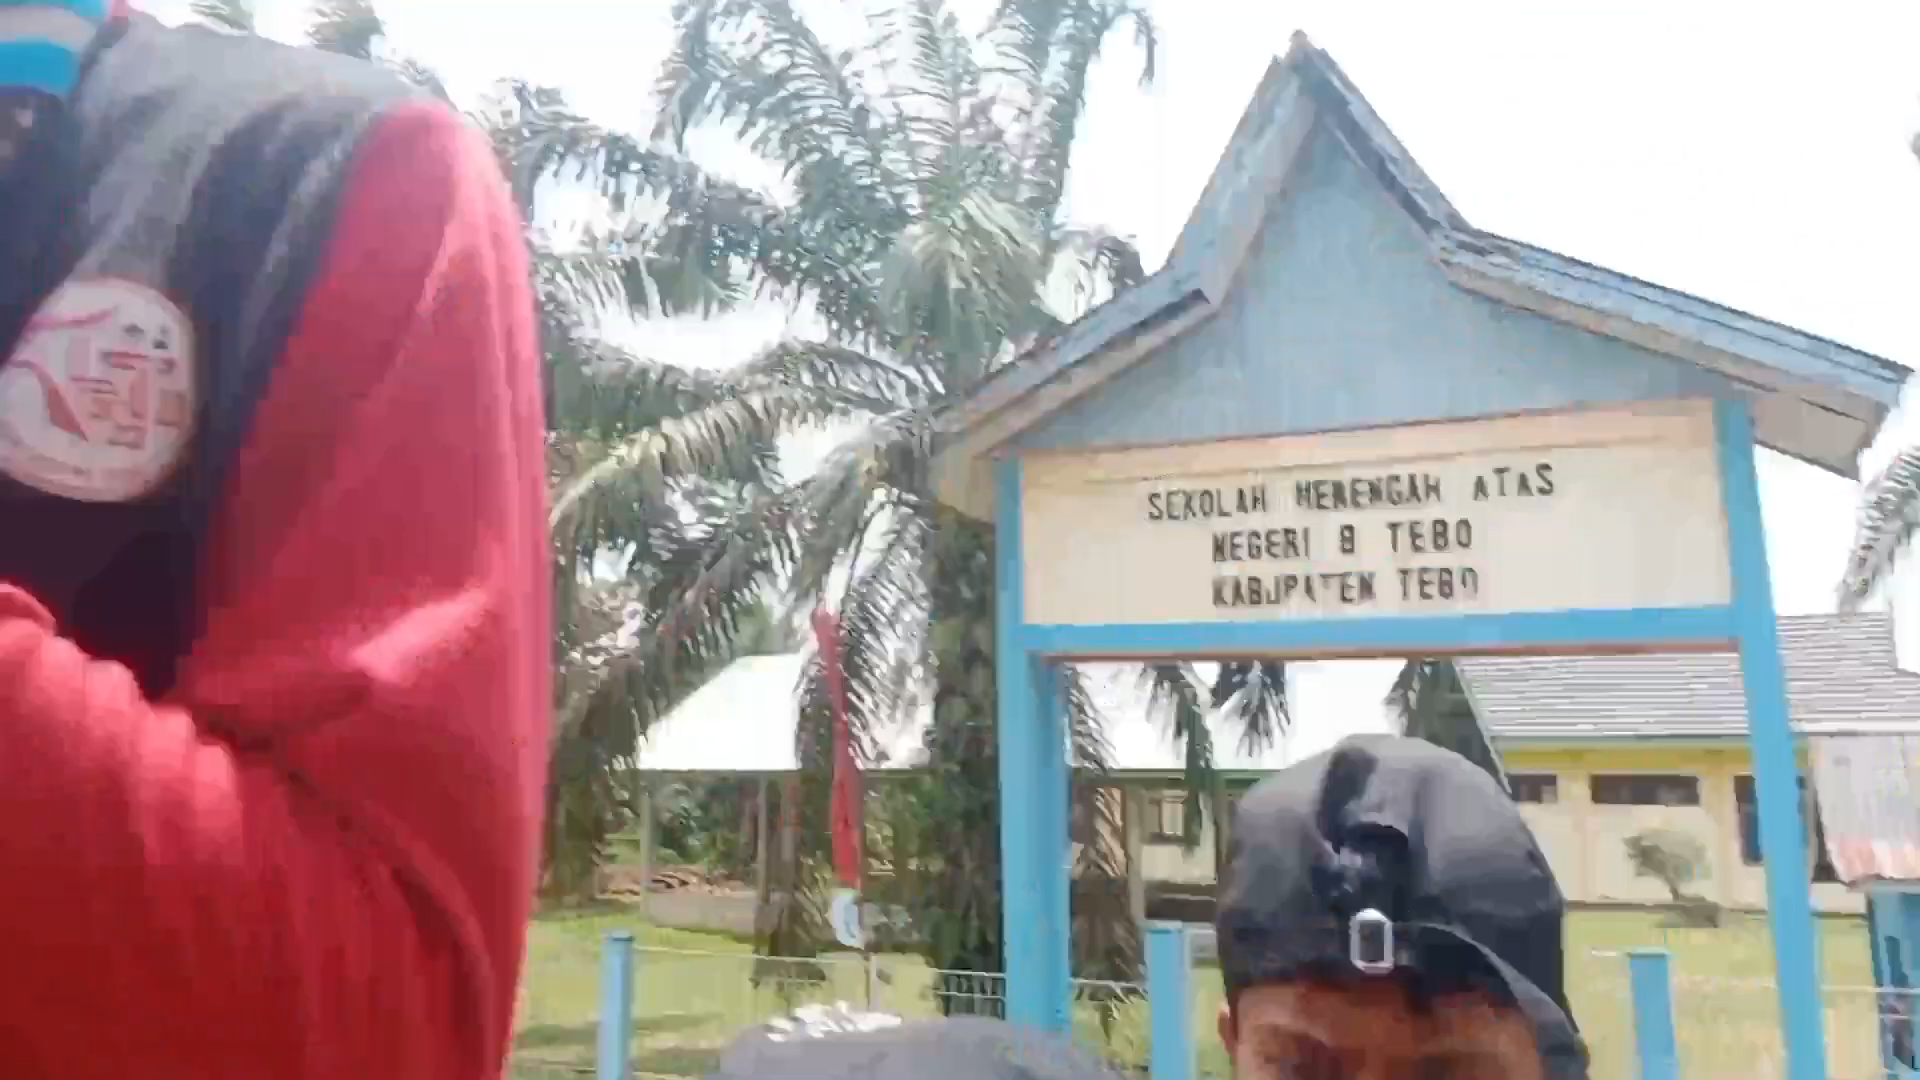 SEKOLAH MENENGAH ATAS
NEGERI 8 TEBO
KABUPATEN TEBO